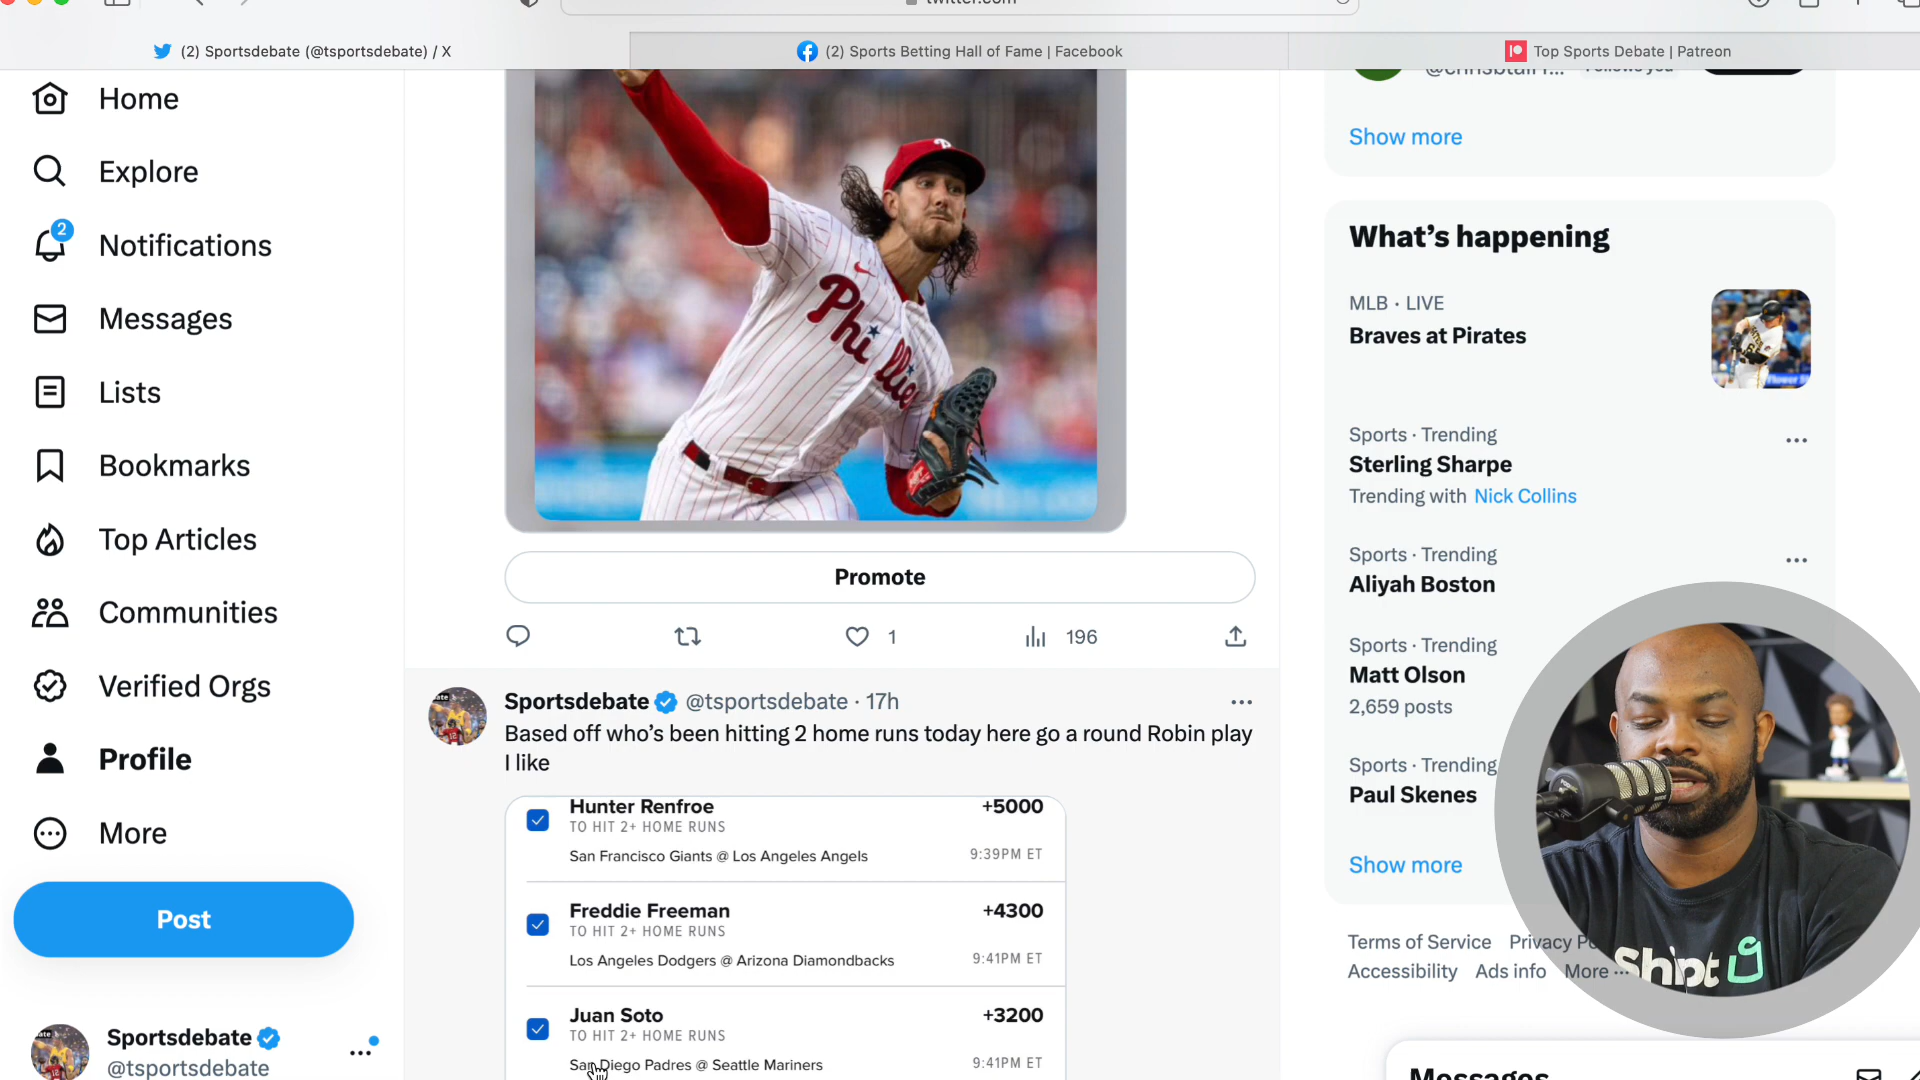 twitter.com
(2) Sportsdebate (@tsportsdebate) / X
(2) Sports Betting Hall of Fame | Facebook
Top Sports Debate | Patreon
Home
Explore
2
Notifications
Messages
Lists
Bookmarks
Top Articles
Communities
Verified Orgs
Profile
More
Post
Sportsdebate
@tsportsdebate
Phillies
Promote
1
196
Sportsdebate @tsportsdebate · 17h
Based off who's been hitting 2 home runs today here go a round Robin play
I like
Hunter Renfroe +5000
TO HIT 2+ HOME RUNS
San Francisco Giants @ Los Angeles Angels 9:39PM ET
Freddie Freeman +4300
TO HIT 2+ HOME RUNS
Los Angeles Dodgers @ Arizona Diamondbacks 9:41PM ET
Juan Soto +3200
TO HIT 2+ HOME RUNS
San Diego Padres @ Seattle Mariners 9:41PM ET
Show more
What's happening
MLB · LIVE
Braves at Pirates
Sports · Trending
Sterling Sharpe
Trending with Nick Collins
Sports · Trending
Aliyah Boston
Sports · Trending
Matt Olson
2,659 posts
Sports · Trending
Paul Skenes
Show more
Terms of Service Privacy
Accessibility Ads info More ...
Shipt
Messages